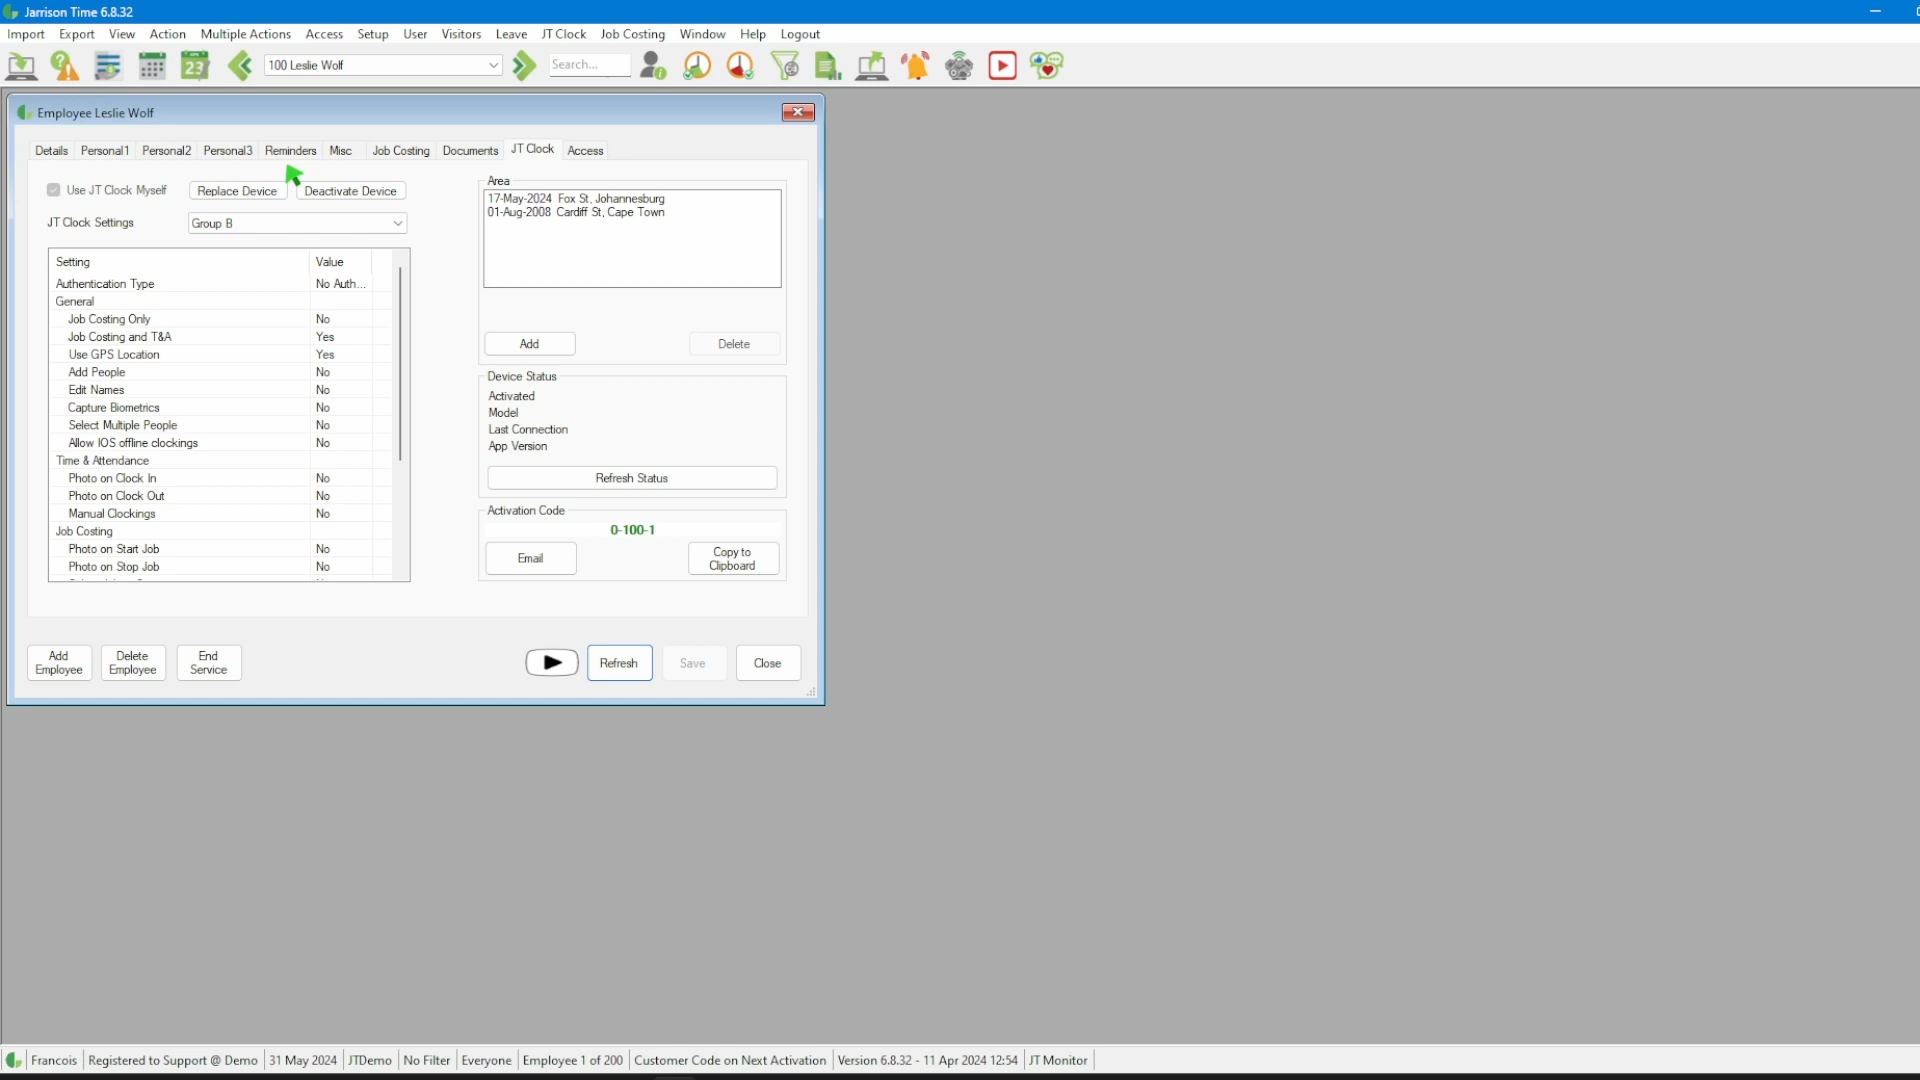 Jarrison Time 6.8.32
Import Export View Action Multiple Actions Access Setup User Visitors Leave JT Clock Job Costing Window Help Logout
23 100 Leslie Wolf Search...
Employee Leslie Wolf
Details Personal1 Personal2 Personal3 Reminders Misc Job Costing Documents JT Clock Access
Use JT Clock Myself Replace Device Deactivate Device
JT Clock Settings Group B
Setting Value
Authentication Type No Auth...
General
Job Costing Only No
Job Costing and T&A Yes
Use GPS Location Yes
Add People No
Edit Names No
Capture Biometrics No
Select Multiple People No
Allow IOS offline clockings No
Time & Attendance
Photo on Clock In No
Photo on Clock Out No
Manual Clockings No
Job Costing
Photo on Start Job No
Photo on Stop Job No
Area
17-May-2024 Fox St, Johannesburg
01-Aug-2008 Cardiff St, Cape Town
Add Delete
Device Status
Activated
Model
Last Connection
App Version
Refresh Status
Activation Code
0-100-1
Email Copy to
Clipboard
Add
Employee
Delete
Employee
End
Service
Refresh Save Close
Francois Registered to Support @ Demo 31 May 2024 JTDemo No Filter Everyone Employee 1 of 200 Customer Code on Next Activation Version 6.8.32 - 11 Apr 2024 12:54 JT Monitor